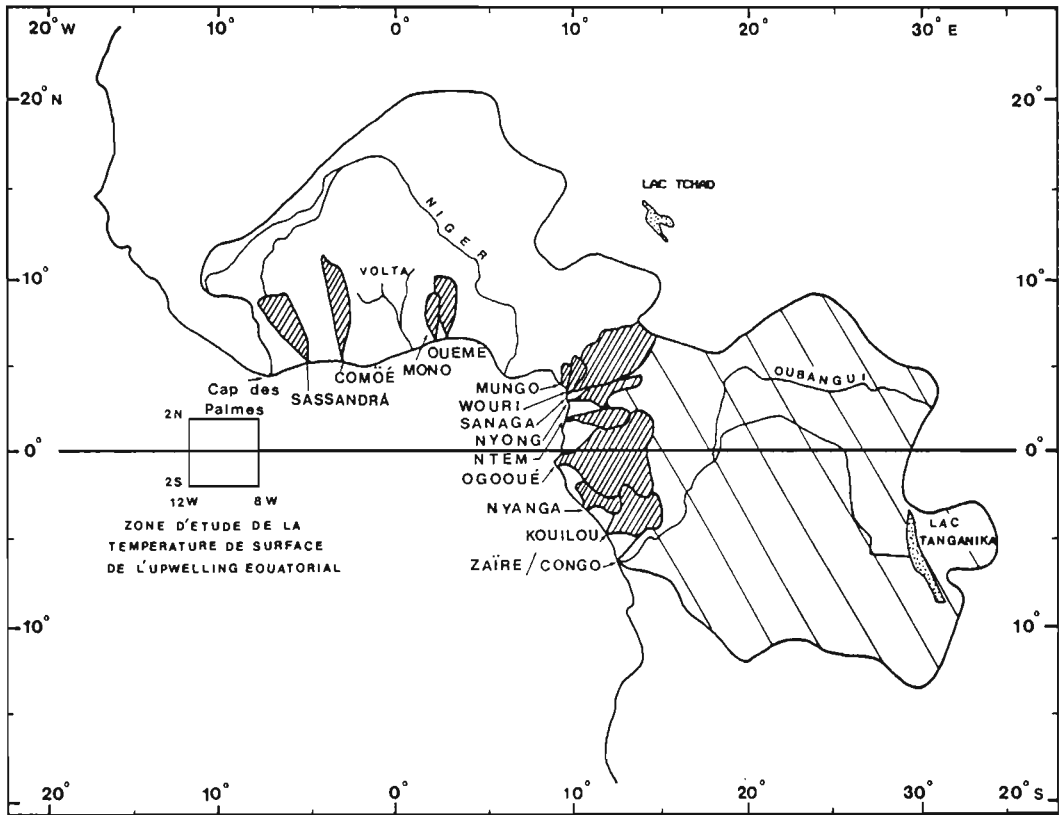 20° W
10°
0°
10°
20°
30° E
20° N
20°
LAC TCHAD
NIGER
10°
VOLTA
10°
OUEME
MONO
COMÖÉ
SASSANDRA
Cap des
Palmes
OUBANGUI
MUNGO
WOURI
SANAGA
NYONG
NTEM
OGOOUÉ
NYANGA
KOUILOU
ZAÏRE/CONGO
2N
0°
0°
2S
12W
8W
ZONE D'ETUDE DE LA
TEMPERATURE DE SURFACE
DE L'UPWELLING EQUATORIAL
LAC
TANGANIKA
10°
10°
20°
10°
0°
10°
20°
30°
20° S